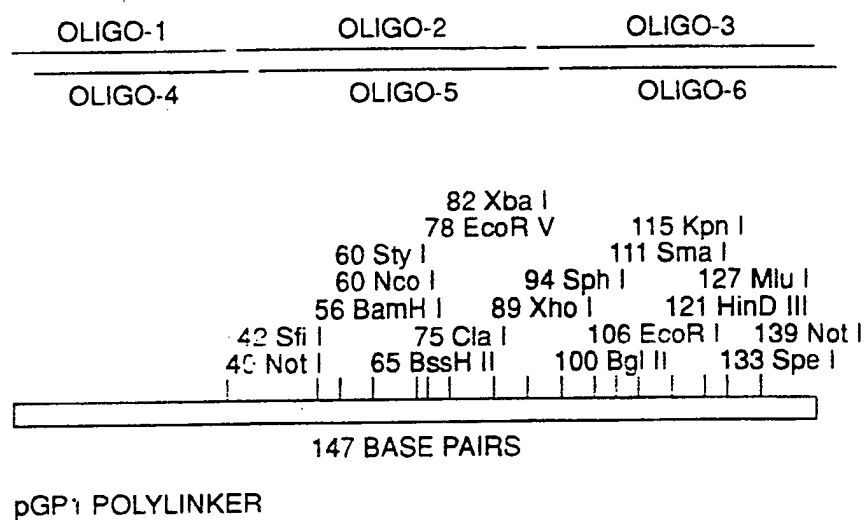 OLIGO-1 OLIGO-2 OLIGO-3
OLIGO-4 OLIGO-5 OLIGO-6
82 Xba I
78 EcoR V 115 Kpn I
60 Sty I 111 Sma I
60 Nco I 94 Sph I 127 Mlu I
56 BamH I 89 Xho I 121 HinD III
42 Sfi I 75 Cla I 106 EcoR I 139 Not I
Not I 65 BssH II 100 Bgl II 133 Spe I
147 BASE PAIRS
pGP1 POLYLINKER